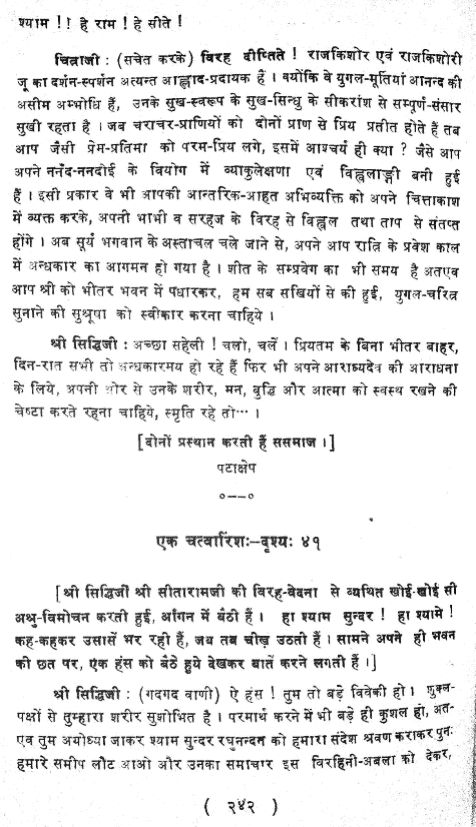 श्याम !! है राम ! हे सीते !
चित्राजी : (सचेत करके) विरह दीप्तिते ! राजकिशोर एवं राजकिशोरी
जू का दर्शन-स्पर्शन अत्यन्त आह्लाद-प्रदायक है । क्योंकि वे युगल-मूर्तियां आनन्द की
असीम अम्भोधि हैं, उनके सुख-स्वरूप के सुख-सिन्धु के सीकरांश से सम्पूर्ण-संसार
सुखी रहता है । जब चराचर-प्राणियों को दोनों प्राण से प्रिय प्रतीत होते हैं तब
आप जैसी प्रेम-प्रतिमा को परम-प्रिय लगे, इसमें आश्चर्य ही क्या ? जैसे आप
अपने ननँद-ननदोई के वियोग में व्याकुलेक्षणा एवं विह्वलाङ्गी बनी हुई
हैं । इसी प्रकार वे भी आपकी आन्तरिक-आहत अभिव्यक्ति को अपने चित्ताकाश
में व्यक्त करके, अपनी भाभी व सरहज के विरह से विह्वल तथा ताप से संतप्त
होंगे । अब सूर्य भगवान के अस्ताचल चले जाने से, अपने आप रात्रि के प्रवेश काल
में अन्धकार का आगमन हो गया है । शीत के सम्प्रवेग का भी समय है अतएव
आप श्री को भीतर भवन में पधारकर, हम सब सखियों से की हुई, युगल-चरित्र
सुनाने की सुश्रूषा को स्वीकार करना चाहिये ।
श्री सिद्धिजी : अच्छा सहेली ! चलो, चलें । प्रियतम के बिना भीतर बाहर,
दिन-रात सभी तो अन्धकारमय हो रहे हैं फिर भी अपने आराध्यदेव की आराधना
के लिये, अपनी ओर से उनके शरीर, मन, बुद्धि और आत्मा को स्वस्थ रखने की
चेष्टा करते रहना चाहिये, स्मृति रहे तो··· ।
[दोनों प्रस्थान करती हैं ससमाज ।]
पटाक्षेप
०––०
एक चत्वारिंशः-दृश्यः ४१
[श्री सिद्धिजी श्री सीतारामजी की विरह-वेदना से व्यथित खोई-खोई सी
अश्रु-विमोचन करती हुई, आँगन में बैठी हैं । हा श्याम सुन्दर ! हा श्यामे !
कह-कहकर उसासें भर रही हैं, जब तब चीख उठती हैं । सामने अपने ही भवन
की छत पर, एक हंस को बैठे हुये देखकर बातें करने लगती हैं ।]
श्री सिद्धिजी : (गदगद वाणी) ऐ हंस ! तुम तो बड़े विवेकी हो । शुक्ल-
पक्षों से तुम्हारा शरीर सुशोभित है । परमार्थ करने में भी बड़े ही कुशल हो, अत-
एव तुम अयोध्या जाकर श्याम सुन्दर रघुनन्दन को हमारा संदेश श्रवण कराकर पुनः
हमारे समीप लौट आओ और उनका समाचार इस विरहिनी-अबला को देकर,
( २४२ )